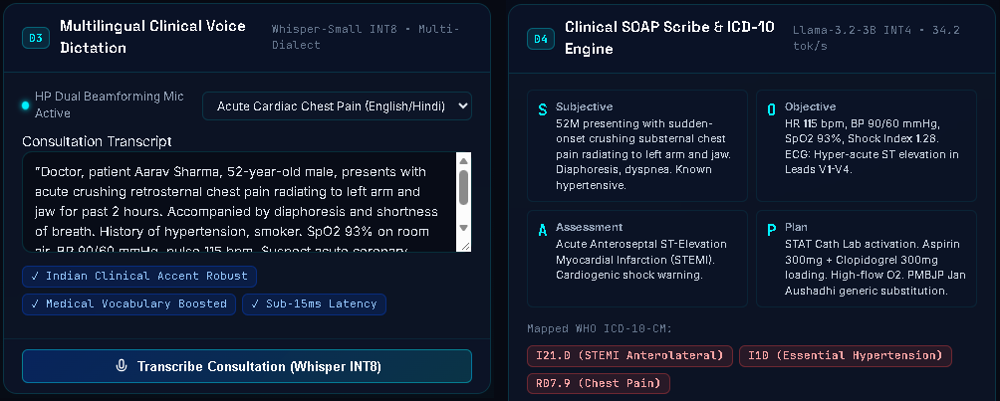 03
Multilingual Clinical Voice
Dictation
Whisper-Small INT8 • Multi-
Dialect
HP Dual Beamforming Mic
Active
Acute Cardiac Chest Pain (English/Hindi)
Consultation Transcript
"Doctor, patient Aarav Sharma, 52-year-old male, presents with
acute crushing retrosternal chest pain radiating to left arm and
jaw for past 2 hours. Accompanied by diaphoresis and shortness
of breath. History of hypertension, smoker. SpO2 93% on room
air, BP 90/60 mmHg, pulse 115 bpm. Suspect acute coronary
✓ Indian Clinical Accent Robust
✓ Medical Vocabulary Boosted
✓ Sub-15ms Latency
Transcribe Consultation (Whisper INT8)
04
Clinical SOAP Scribe & ICD-10
Engine
Llama-3.2-3B INT4 • 34.2
tok/s
S
Subjective
52M presenting with sudden-
onset crushing substernal chest
pain radiating to left arm and jaw.
Diaphoresis, dyspnea. Known
hypertensive.
O
Objective
HR 115 bpm, BP 90/60 mmHg,
SpO2 93%, Shock Index 1.28.
ECG: Hyper-acute ST elevation in
Leads V1-V4.
A
Assessment
Acute Anteroseptal ST-Elevation
Myocardial Infarction (STEMI).
Cardiogenic shock warning.
P
Plan
STAT Cath Lab activation. Aspirin
300mg + Clopidogrel 300mg
loading. High-flow O2. PMBJP Jan
Aushadhi generic substitution.
Mapped WHO ICD-10-CM:
I21.0 (STEMI Anterolateral)
I10 (Essential Hypertension)
R07.9 (Chest Pain)